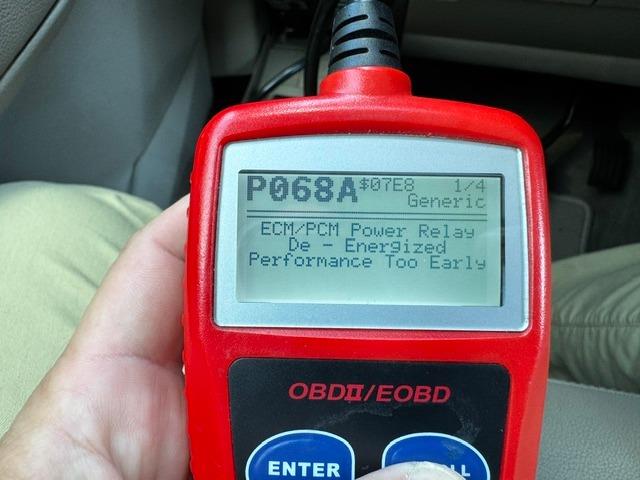 P068A $07E8 1/4
Generic
ECM/PCM Power Relay
De - Energized
Performance Too Early
OBDII/EOBD
ENTER